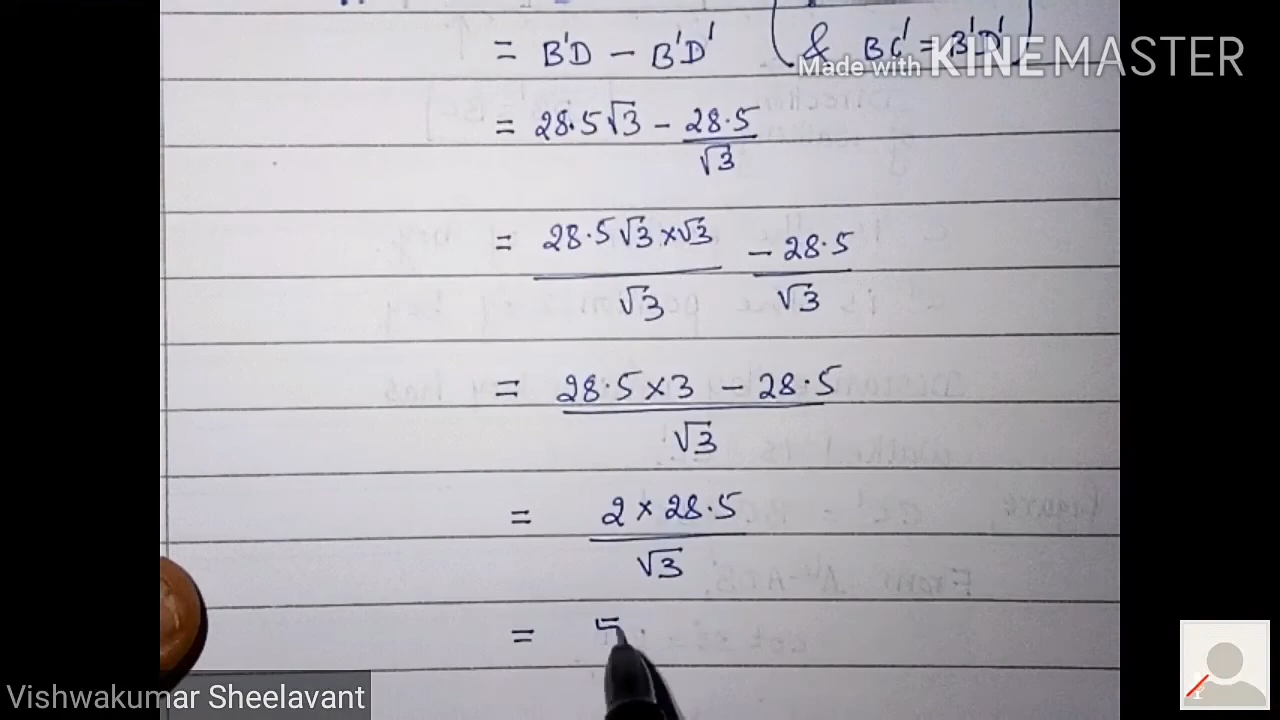 = B'D - B'D' (& BC' = B'D')
Made with KINEMASTER
= 28.5√3 - 28.5/√3
= 28.5√3×√3/√3 - 28.5/√3
= 28.5×3 - 28.5/√3
= 2 × 28.5/√3
= 5
Vishwakumar Sheelavant